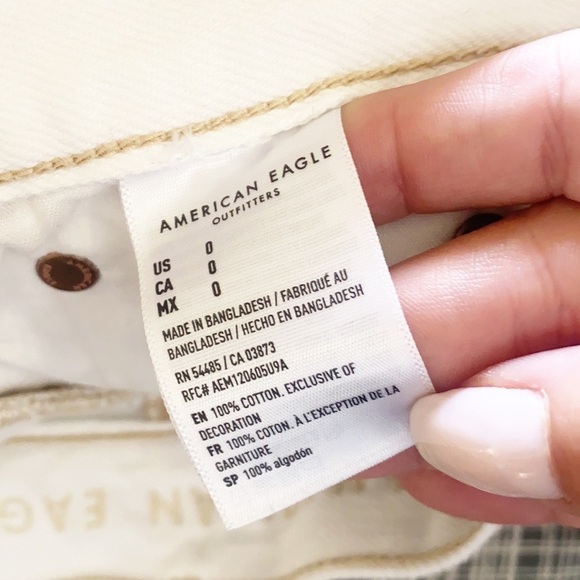 AMERICAN EAGLE
OUTFITTERS
US 0
CA 0
MX 0
MADE IN BANGLADESH / FABRIQUÉ AU
BANGLADESH / HECHO EN BANGLADESH
RN 54485 / CA 03873
RFC# AEM120605U9A
EN 100% COTTON. EXCLUSIVE OF
DECORATION
FR 100% COTON. À L'EXCEPTION DE LA
GARNITURE
SP 100% algodón
AN EAG